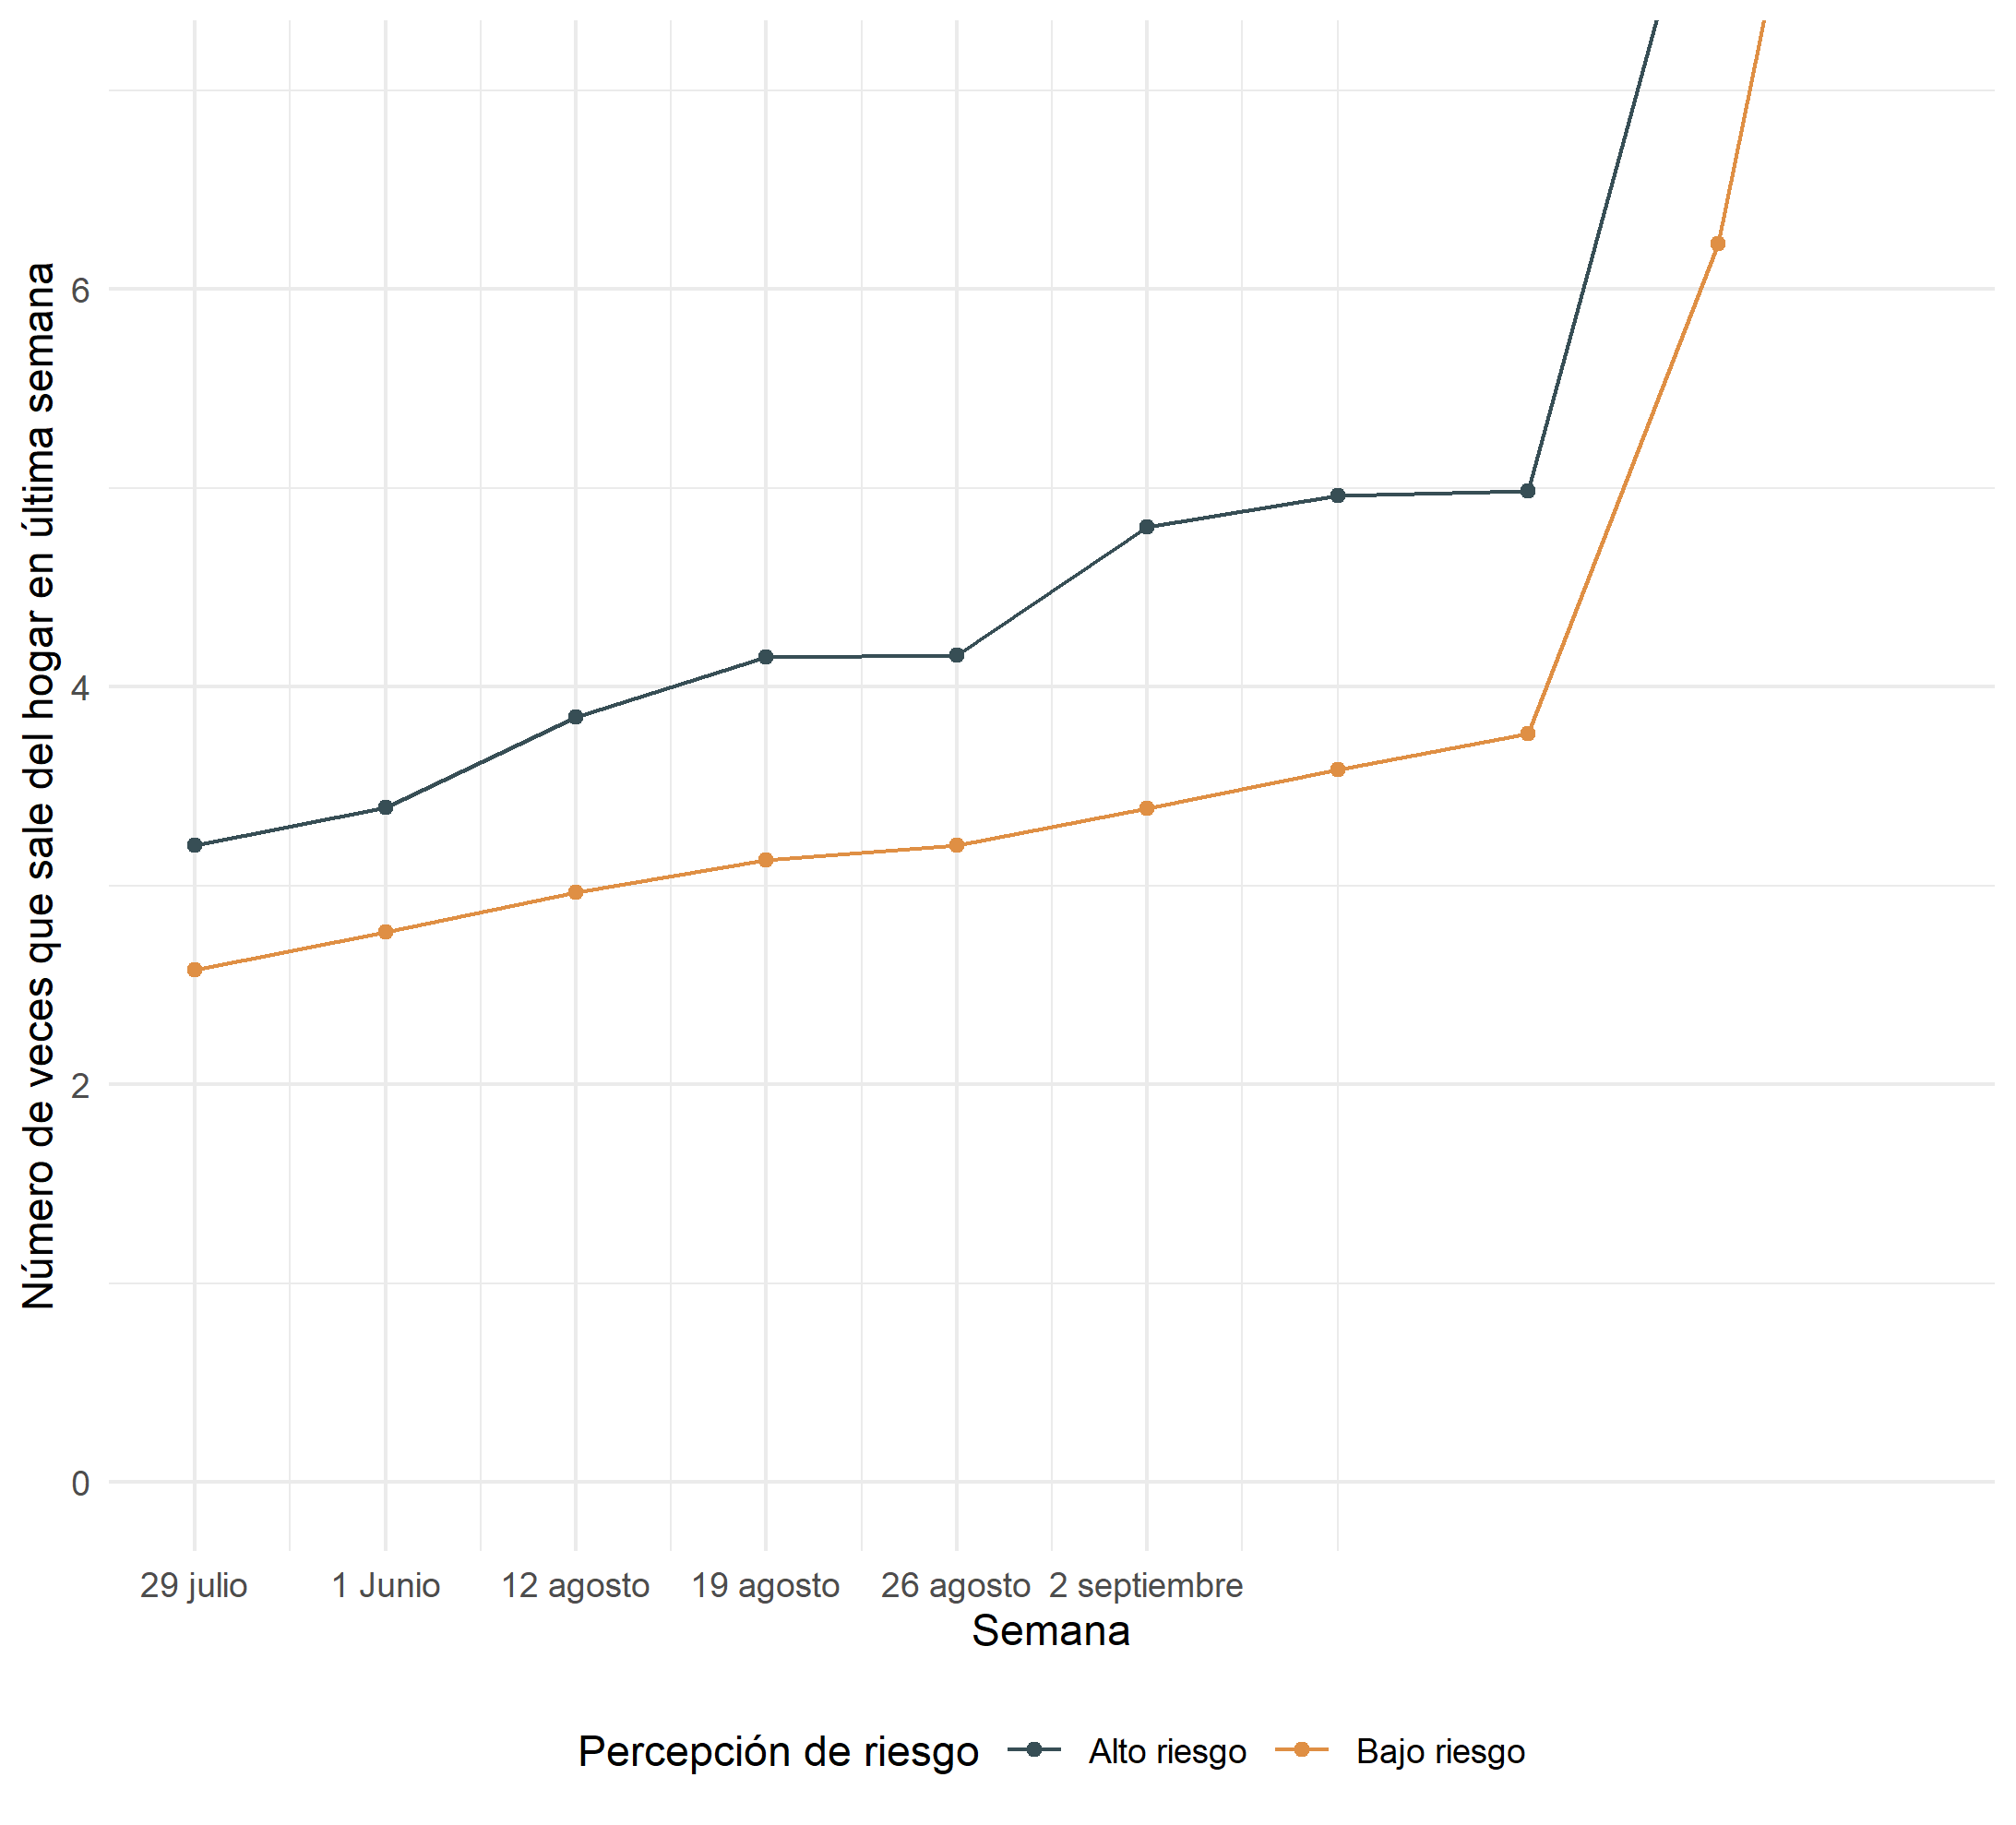 Número de veces que sale del hogar en última semana
6
4
2
0
29 julio 1 Junio 12 agosto 19 agosto 26 agosto 2 septiembre
Semana
Percepción de riesgo Alto riesgo Bajo riesgo